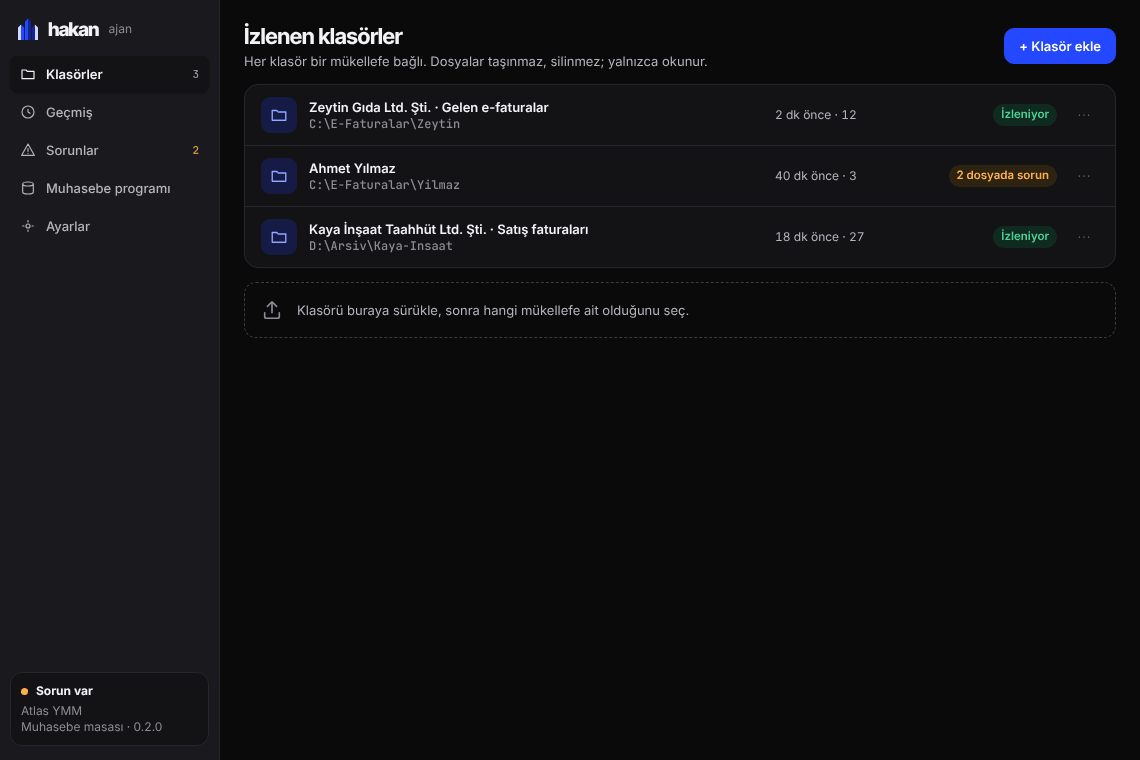 hakan ajan
Klasörler 3
Geçmiş
Sorunlar 2
Muhasebe programı
Ayarlar
Sorun var
Atlas YMM
Muhasebe masası · 0.2.0
İzlenen klasörler
Her klasör bir mükellefe bağlı. Dosyalar taşınmaz, silinmez; yalnızca okunur.
+ Klasör ekle
Zeytin Gıda Ltd. Şti. · Gelen e-faturalar
C:\E-Faturalar\Zeytin
2 dk önce · 12
İzleniyor
···
Ahmet Yılmaz
C:\E-Faturalar\Yilmaz
40 dk önce · 3
2 dosyada sorun
···
Kaya İnşaat Taahhüt Ltd. Şti. · Satış faturaları
D:\Arsiv\Kaya-Insaat
18 dk önce · 27
İzleniyor
···
Klasörü buraya sürükle, sonra hangi mükellefe ait olduğunu seç.